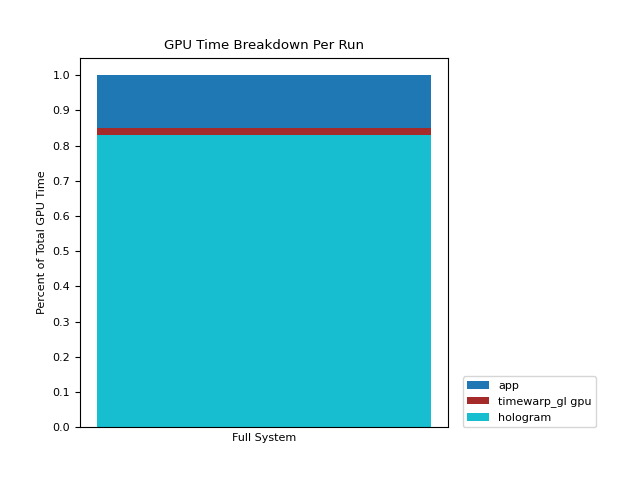 GPU Time Breakdown Per Run
Percent of Total GPU Time
1.0
0.9
0.8
0.7
0.6
0.5
0.4
0.3
0.2
0.1
0.0
Full System
app
timewarp_gl gpu
hologram